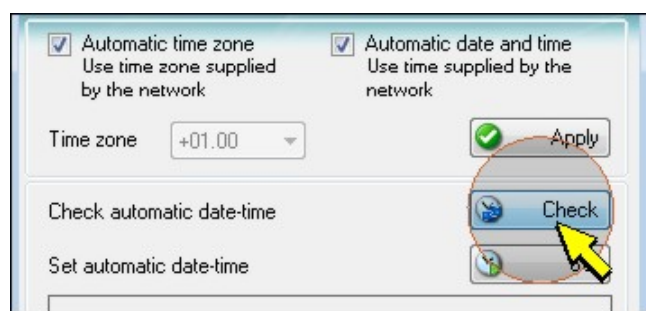 Automatic time zone
Use time zone supplied
by the network
Automatic date and time
Use time supplied by the
network
Time zone
+01.00
Apply
Check automatic date-time
Check
Set automatic date-time